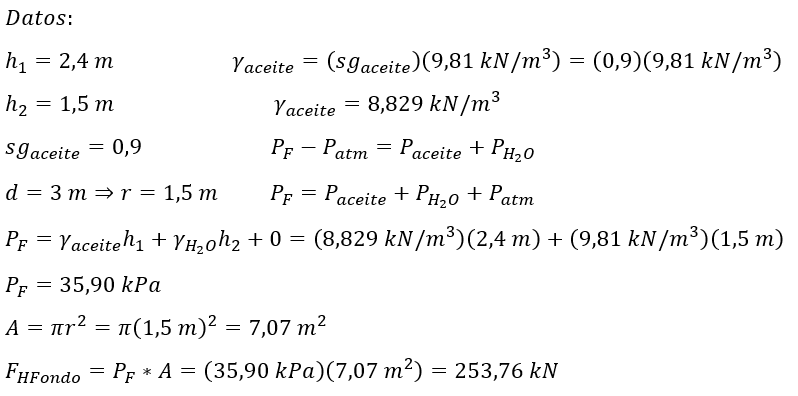 Datos:
h₁ = 2,4 m γ_aceite = (sg_aceite)(9,81 kN/m³) = (0,9)(9,81 kN/m³)
h₂ = 1,5 m γ_aceite = 8,829 kN/m³
sg_aceite = 0,9 P_F − P_atm = P_aceite + P_H₂O
d = 3 m ⇒ r = 1,5 m P_F = P_aceite + P_H₂O + P_atm
P_F = γ_aceite h₁ + γ_H₂O h₂ + 0 = (8,829 kN/m³)(2,4 m) + (9,81 kN/m³)(1,5 m)
P_F = 35,90 kPa
A = πr² = π(1,5 m)² = 7,07 m²
F_HFondo = P_F * A = (35,90 kPa)(7,07 m²) = 253,76 kN